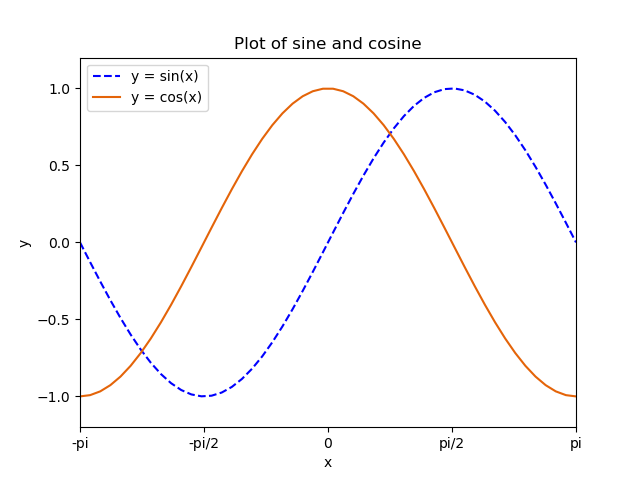 Plot of sine and cosine
y = sin(x)
y = cos(x)
1.0
0.5
0.0
−0.5
−1.0
y
-pi
-pi/2
0
pi/2
pi
x